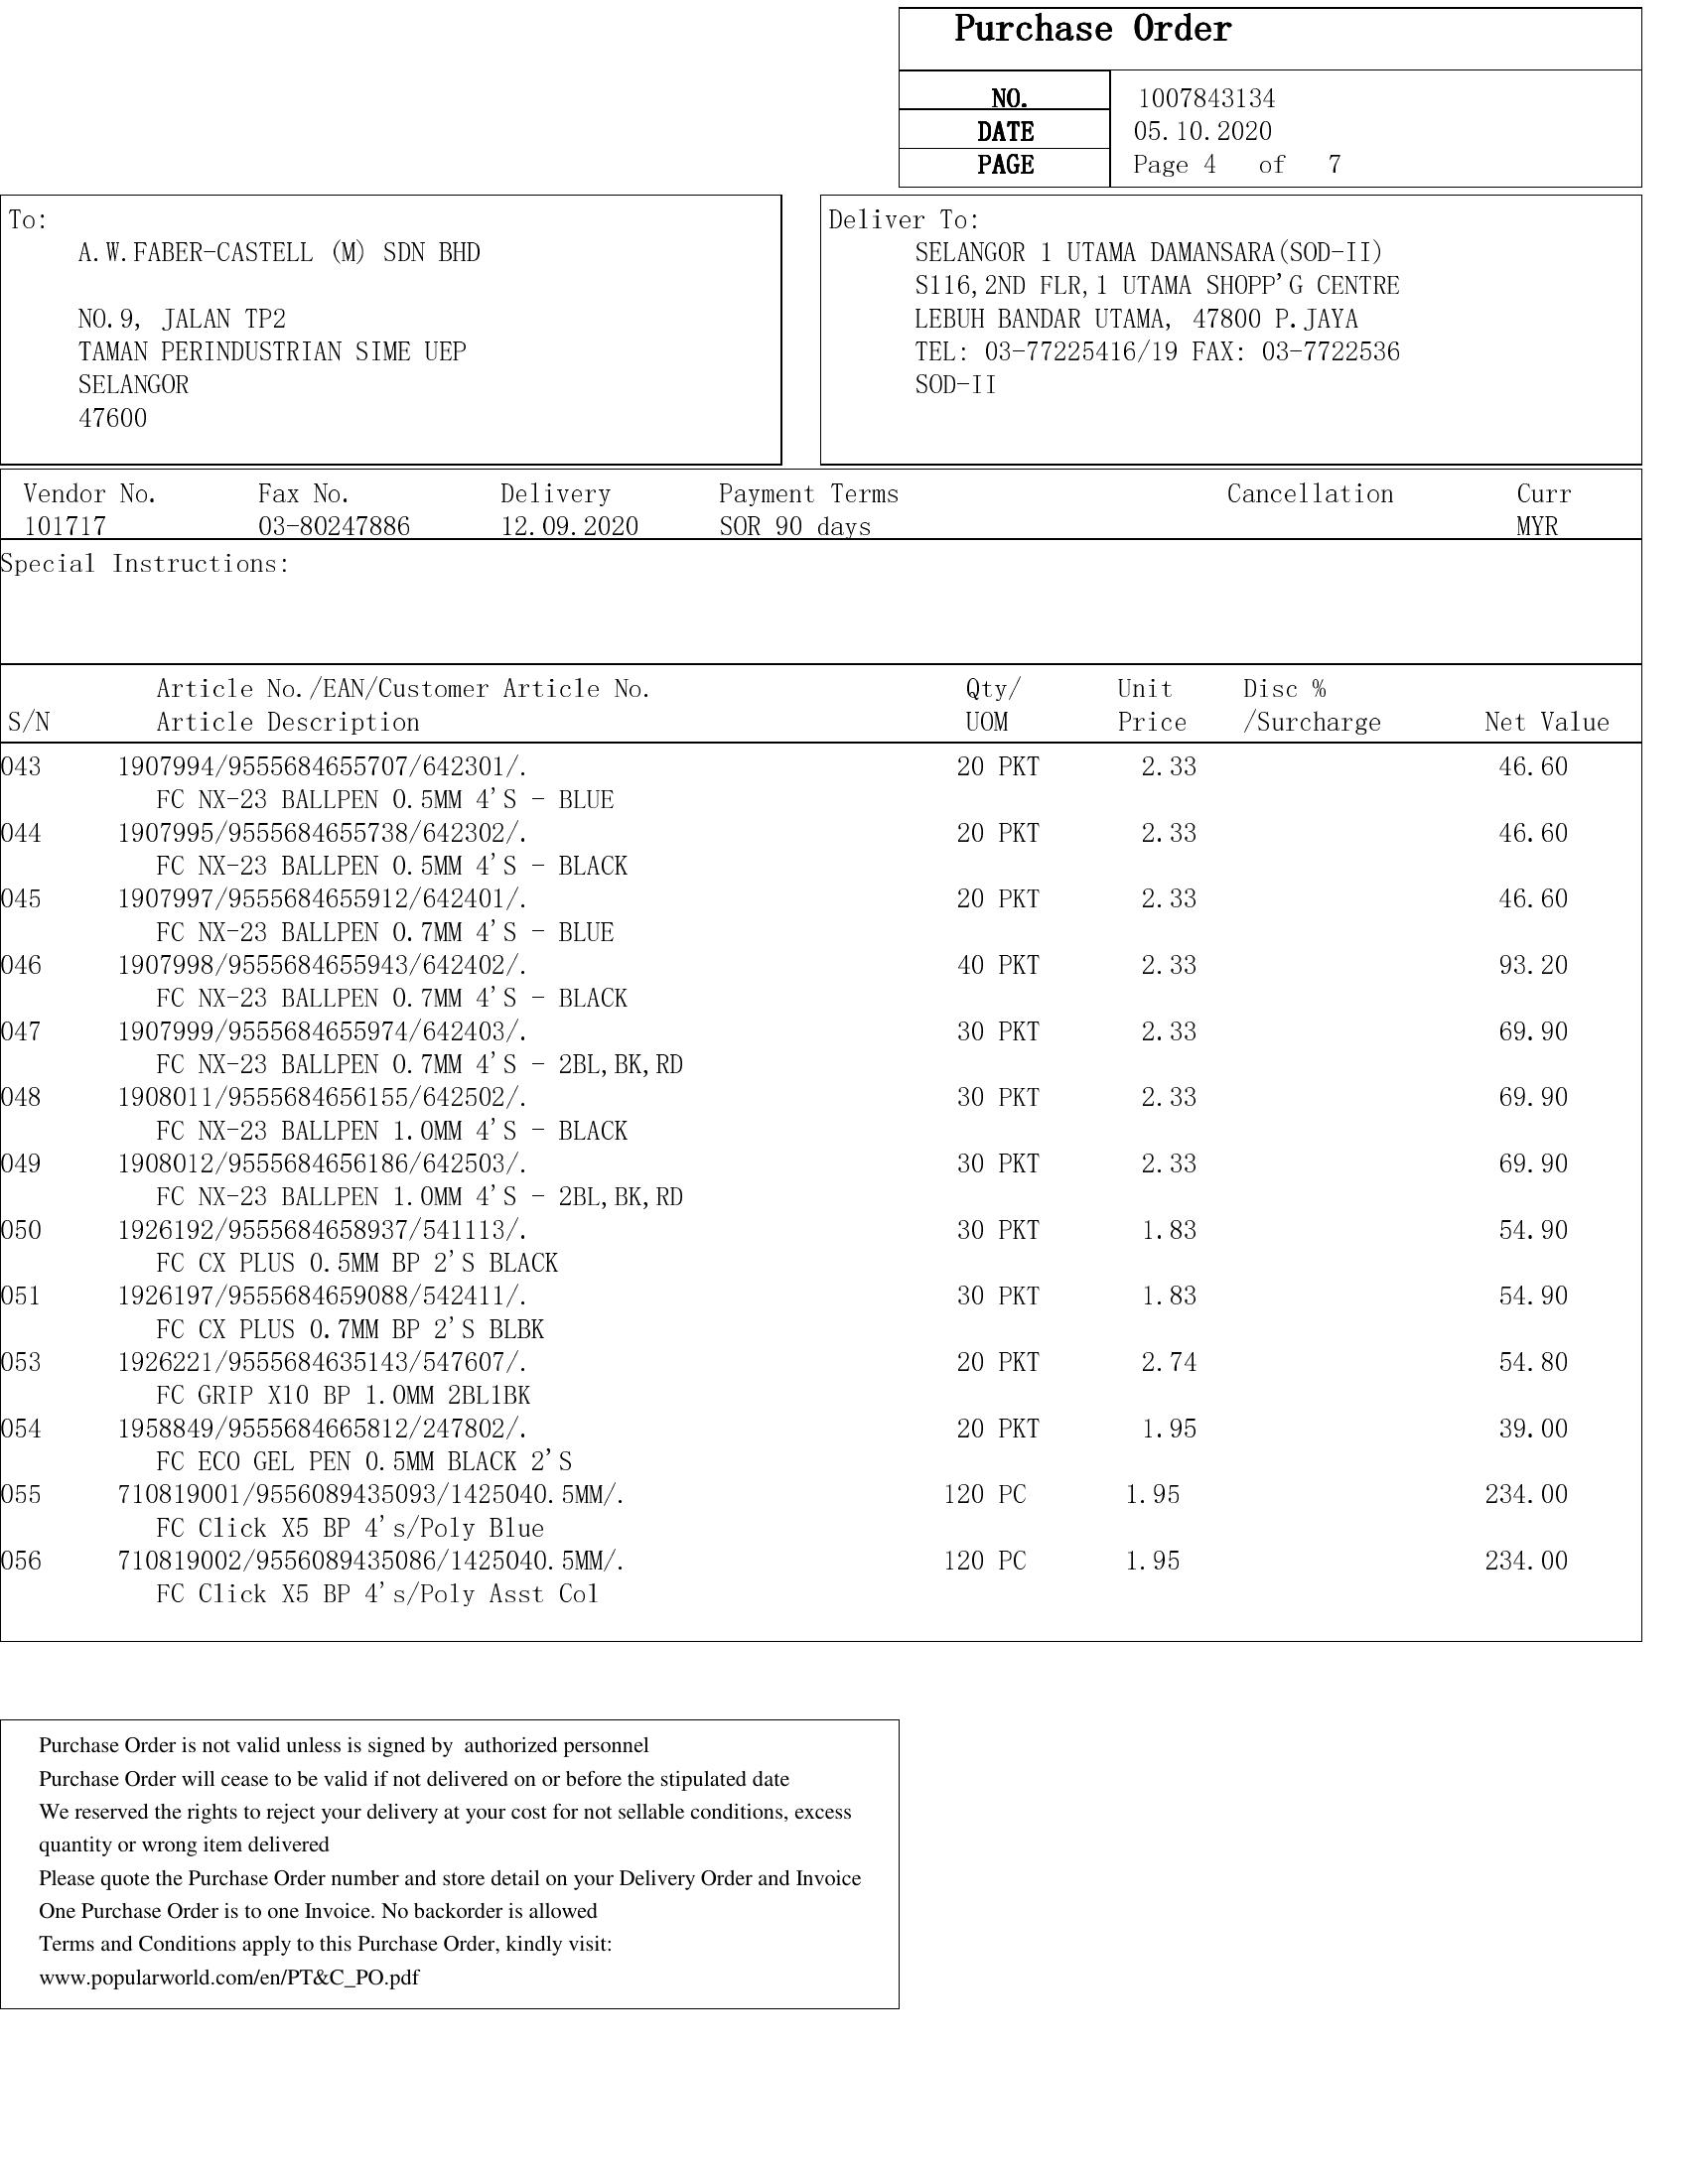 Purchase Order
NO. 1007843134
DATE 05.10.2020
PAGE Page 4 of 7
To:
A.W.FABER-CASTELL (M) SDN BHD
NO.9, JALAN TP2
TAMAN PERINDUSTRIAN SIME UEP
SELANGOR
47600
Deliver To:
SELANGOR 1 UTAMA DAMANSARA(SOD-II)
S116,2ND FLR,1 UTAMA SHOPP'G CENTRE
LEBUH BANDAR UTAMA, 47800 P.JAYA
TEL: 03-77225416/19 FAX: 03-7722536
SOD-II
Vendor No. Fax No. Delivery Payment Terms Cancellation Curr
101717 03-80247886 12.09.2020 SOR 90 days MYR
Special Instructions:
Article No./EAN/Customer Article No. Qty/ Unit Disc %
S/N Article Description UOM Price /Surcharge Net Value
043 1907994/9555684655707/642301/. 20 PKT 2.33 46.60
FC NX-23 BALLPEN 0.5MM 4'S - BLUE
044 1907995/9555684655738/642302/. 20 PKT 2.33 46.60
FC NX-23 BALLPEN 0.5MM 4'S - BLACK
045 1907997/9555684655912/642401/. 20 PKT 2.33 46.60
FC NX-23 BALLPEN 0.7MM 4'S - BLUE
046 1907998/9555684655943/642402/. 40 PKT 2.33 93.20
FC NX-23 BALLPEN 0.7MM 4'S - BLACK
047 1907999/9555684655974/642403/. 30 PKT 2.33 69.90
FC NX-23 BALLPEN 0.7MM 4'S - 2BL,BK,RD
048 1908011/9555684656155/642502/. 30 PKT 2.33 69.90
FC NX-23 BALLPEN 1.0MM 4'S - BLACK
049 1908012/9555684656186/642503/. 30 PKT 2.33 69.90
FC NX-23 BALLPEN 1.0MM 4'S - 2BL,BK,RD
050 1926192/9555684658937/541113/. 30 PKT 1.83 54.90
FC CX PLUS 0.5MM BP 2'S BLACK
051 1926197/9555684659088/542411/. 30 PKT 1.83 54.90
FC CX PLUS 0.7MM BP 2'S BLBK
053 1926221/9555684635143/547607/. 20 PKT 2.74 54.80
FC GRIP X10 BP 1.0MM 2BL1BK
054 1958849/9555684665812/247802/. 20 PKT 1.95 39.00
FC ECO GEL PEN 0.5MM BLACK 2'S
055 710819001/9556089435093/1425040.5MM/. 120 PC 1.95 234.00
FC Click X5 BP 4's/Poly Blue
056 710819002/9556089435086/1425040.5MM/. 120 PC 1.95 234.00
FC Click X5 BP 4's/Poly Asst Col
Purchase Order is not valid unless is signed by authorized personnel
Purchase Order will cease to be valid if not delivered on or before the stipulated date
We reserved the rights to reject your delivery at your cost for not sellable conditions, excess
quantity or wrong item delivered
Please quote the Purchase Order number and store detail on your Delivery Order and Invoice
One Purchase Order is to one Invoice. No backorder is allowed
Terms and Conditions apply to this Purchase Order, kindly visit:
www.popularworld.com/en/PT&C_PO.pdf